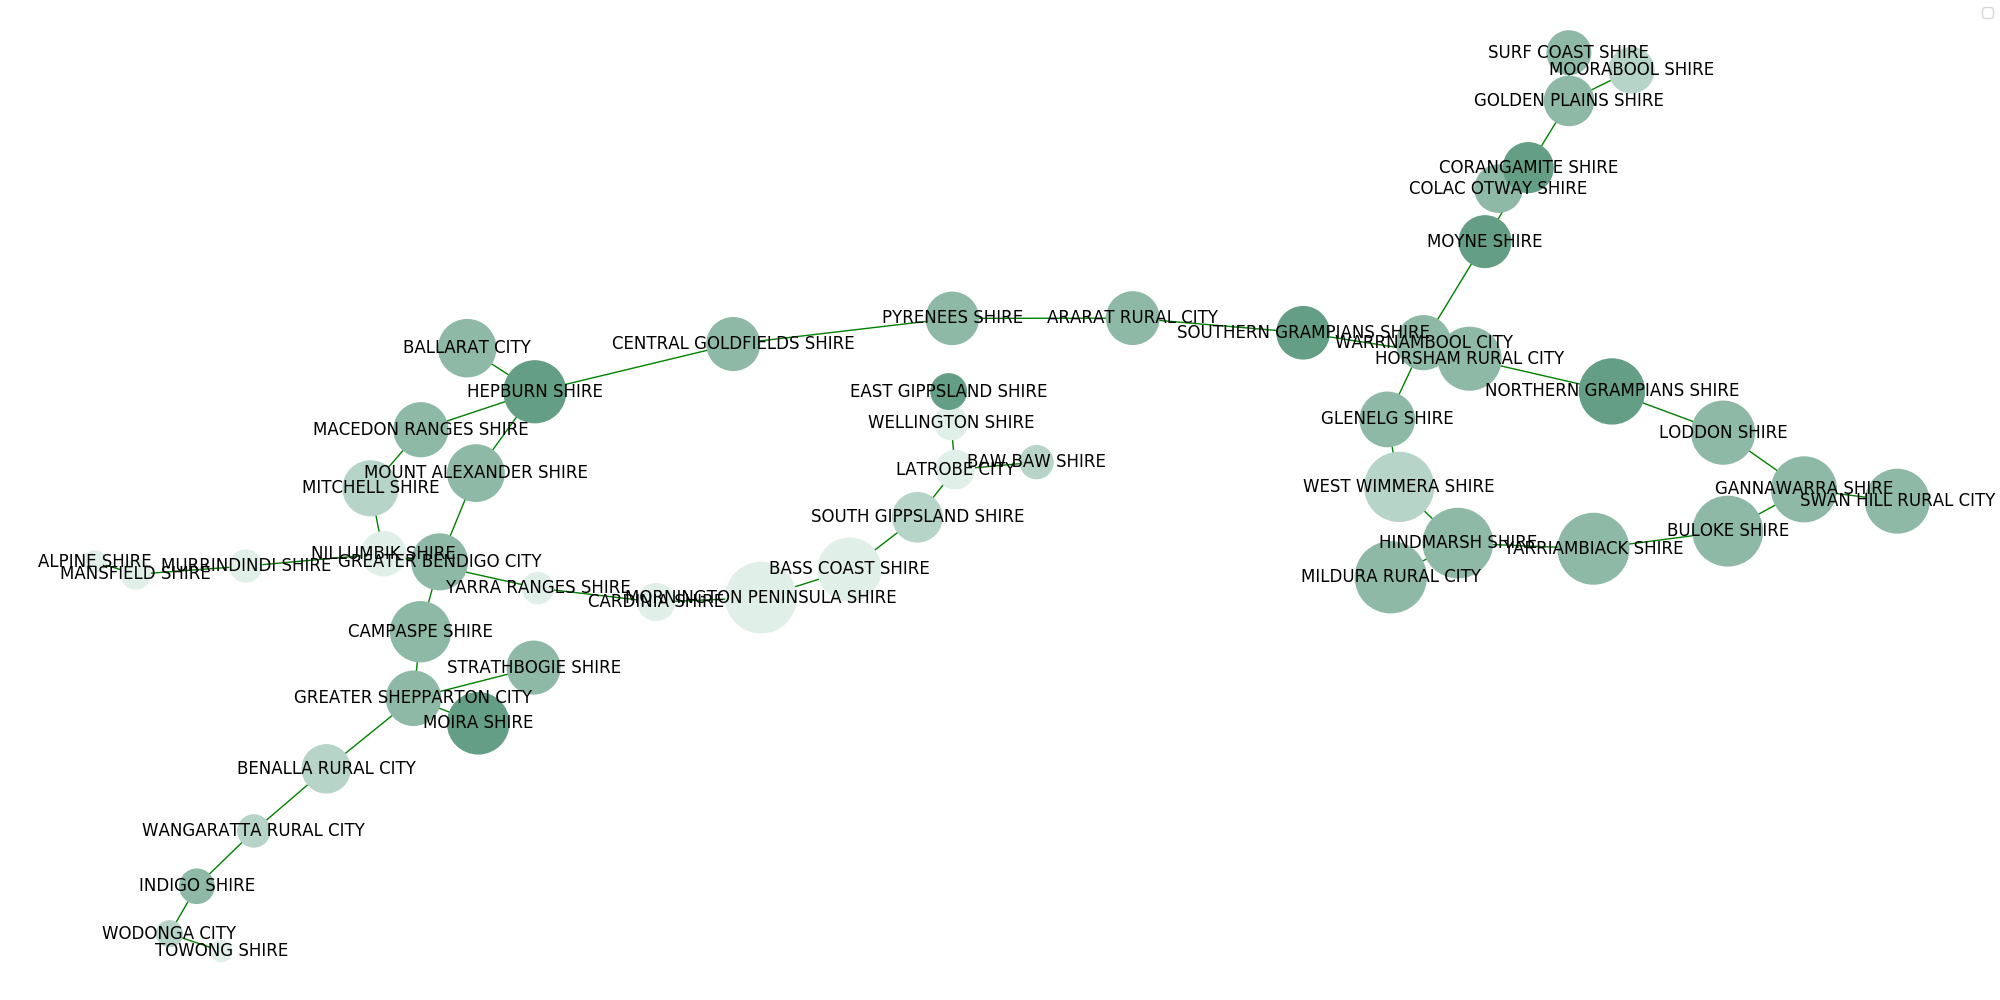 SURF COAST SHIRE
MOORABOOL SHIRE
GOLDEN PLAINS SHIRE
CORANGAMITE SHIRE
COLAC OTWAY SHIRE
MOYNE SHIRE
PYRENEES SHIRE
ARARAT RURAL CITY
SOUTHERN GRAMPIANS SHIRE
WARRNAMBOOL CITY
CENTRAL GOLDFIELDS SHIRE
BALLARAT CITY
HORSHAM RURAL CITY
HEPBURN SHIRE
EAST GIPPSLAND SHIRE
NORTHERN GRAMPIANS SHIRE
GLENELG SHIRE
WELLINGTON SHIRE
MACEDON RANGES SHIRE
LODDON SHIRE
BAW BAW SHIRE
LATROBE CITY
MOUNT ALEXANDER SHIRE
MITCHELL SHIRE
WEST WIMMERA SHIRE
GANNAWARRA SHIRE
SWAN HILL RURAL CITY
SOUTH GIPPSLAND SHIRE
BULOKE SHIRE
HINDMARSH SHIRE
YARRIAMBIACK SHIRE
NILLUMBIK SHIRE
ALPINE SHIRE
GREATER BENDIGO CITY
MURRINDINDI SHIRE
BASS COAST SHIRE
MANSFIELD SHIRE
MILDURA RURAL CITY
YARRA RANGES SHIRE
MORNINGTON PENINSULA SHIRE
CARDINIA SHIRE
CAMPASPE SHIRE
STRATHBOGIE SHIRE
GREATER SHEPPARTON CITY
MOIRA SHIRE
BENALLA RURAL CITY
WANGARATTA RURAL CITY
INDIGO SHIRE
WODONGA CITY
TOWONG SHIRE